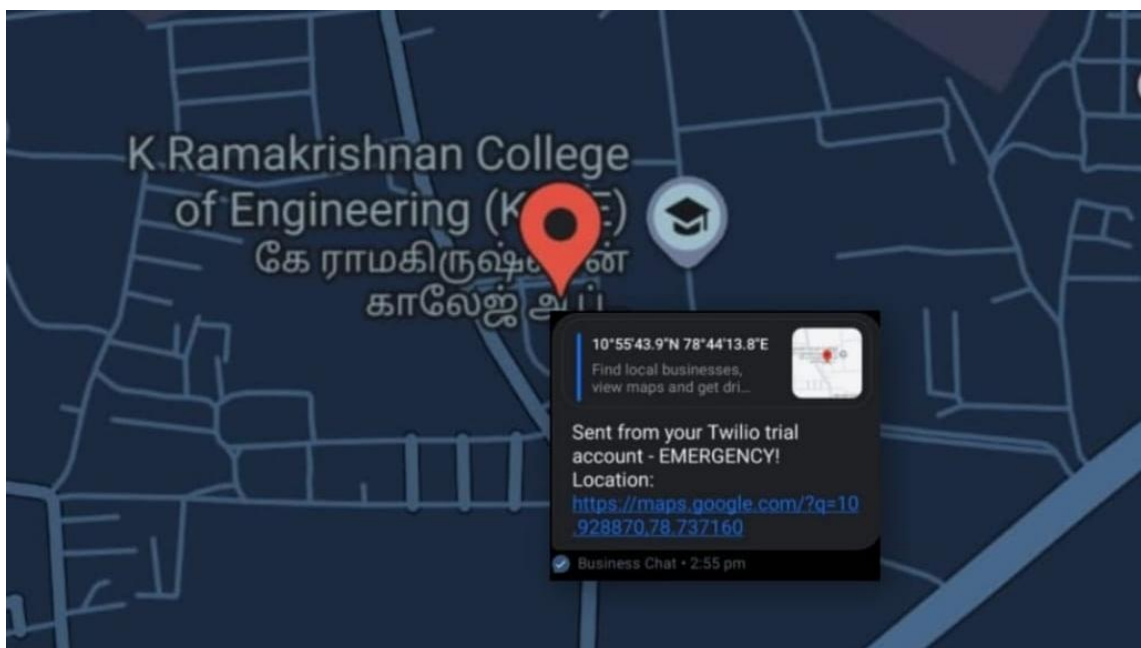 K Ramakrishnan College
of Engineering (K
கே
காலேஜ் ஆப்
10°55'43.9"N 78°44'13.8"E
Find local businesses,
view maps and get dri...
Sent from your Twilio trial
account - EMERGENCY!
Location:
https://maps.google.com/?q=10
.928870,78.737160
Business Chat • 2:55 pm